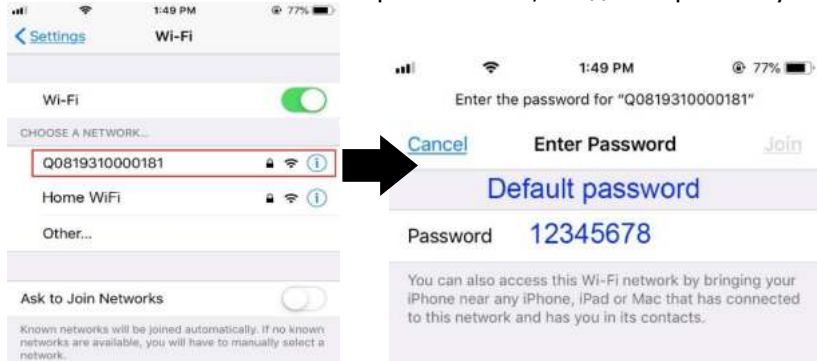 1:49 PM
77%
Settings
Wi-Fi
Wi-Fi
CHOOSE A NETWORK...
Q0819310000181
Home WiFi
Other...
Ask to Join Networks
Known networks will be joined automatically. If no known
networks are available, you will have to manually select a
network.
1:49 PM
77%
Enter the password for “Q0819310000181”
Cancel
Enter Password
Join
Default password
Password
12345678
You can also access this Wi-Fi network by bringing your
iPhone near any iPhone, iPad or Mac that has connected
to this network and has you in its contacts.